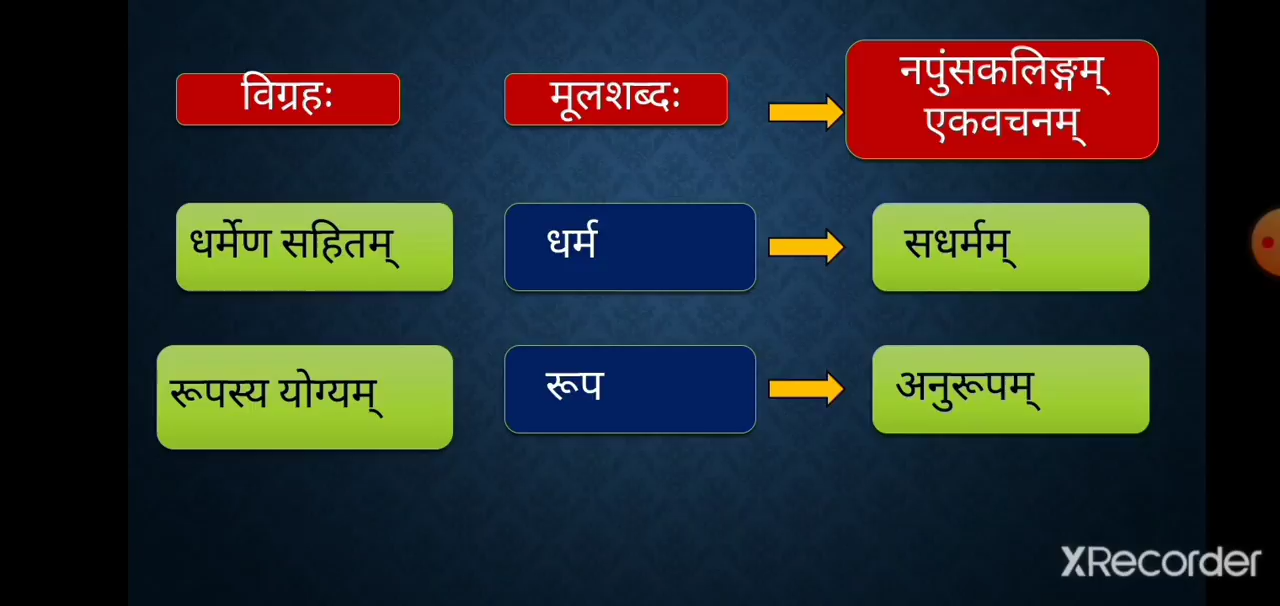 विग्रहः
मूलशब्दः
नपुंसकलिङ्गम्
एकवचनम्
धर्मेण सहितम्
धर्म
सधर्मम्
रूपस्य योग्यम्
रूप
अनुरूपम्
XRecorder